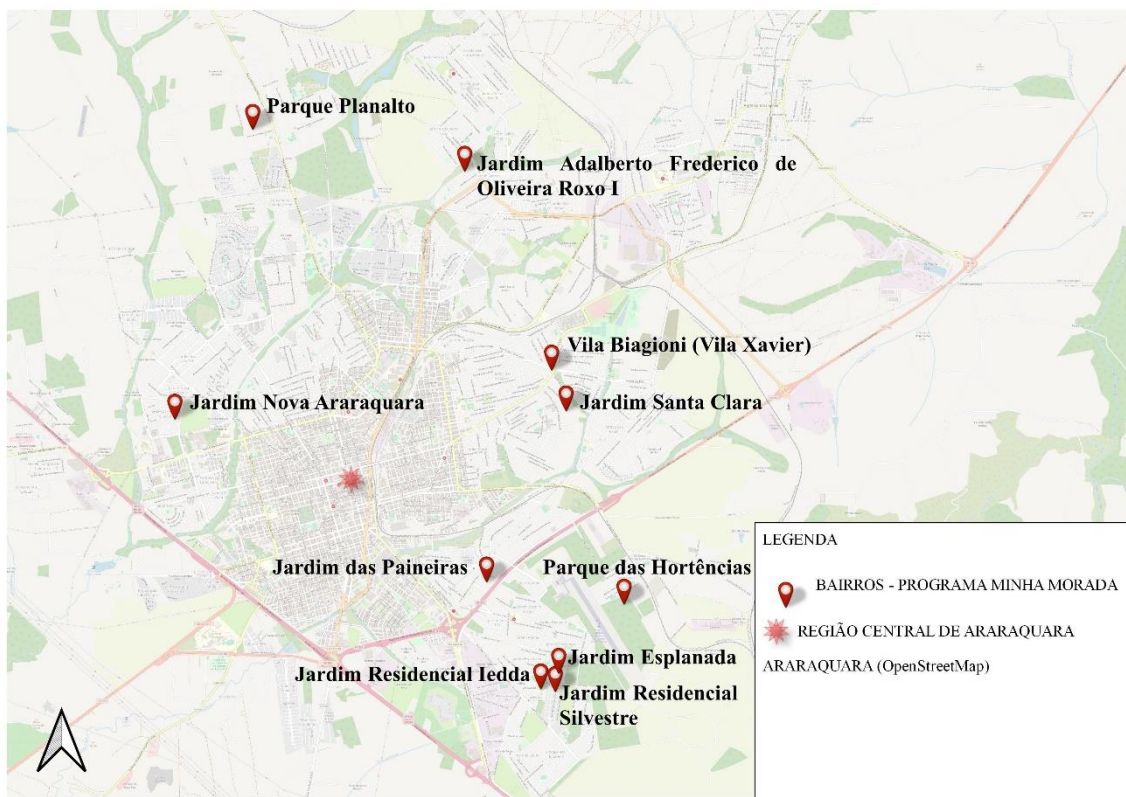 Parque Planalto
Jardim Adalberto Frederico de
Oliveira Roxo I
Vila Biagioni (Vila Xavier)
Jardim Nova Araraquara
Jardim Santa Clara
Jardim das Paineiras
Parque das Hortências
Jardim Esplanada
Jardim Residencial Iedda
Jardim Residencial
Silvestre
LEGENDA
BAIRROS - PROGRAMA MINHA MORADA
REGIÃO CENTRAL DE ARARAQUARA
ARARAQUARA (OpenStreetMap)